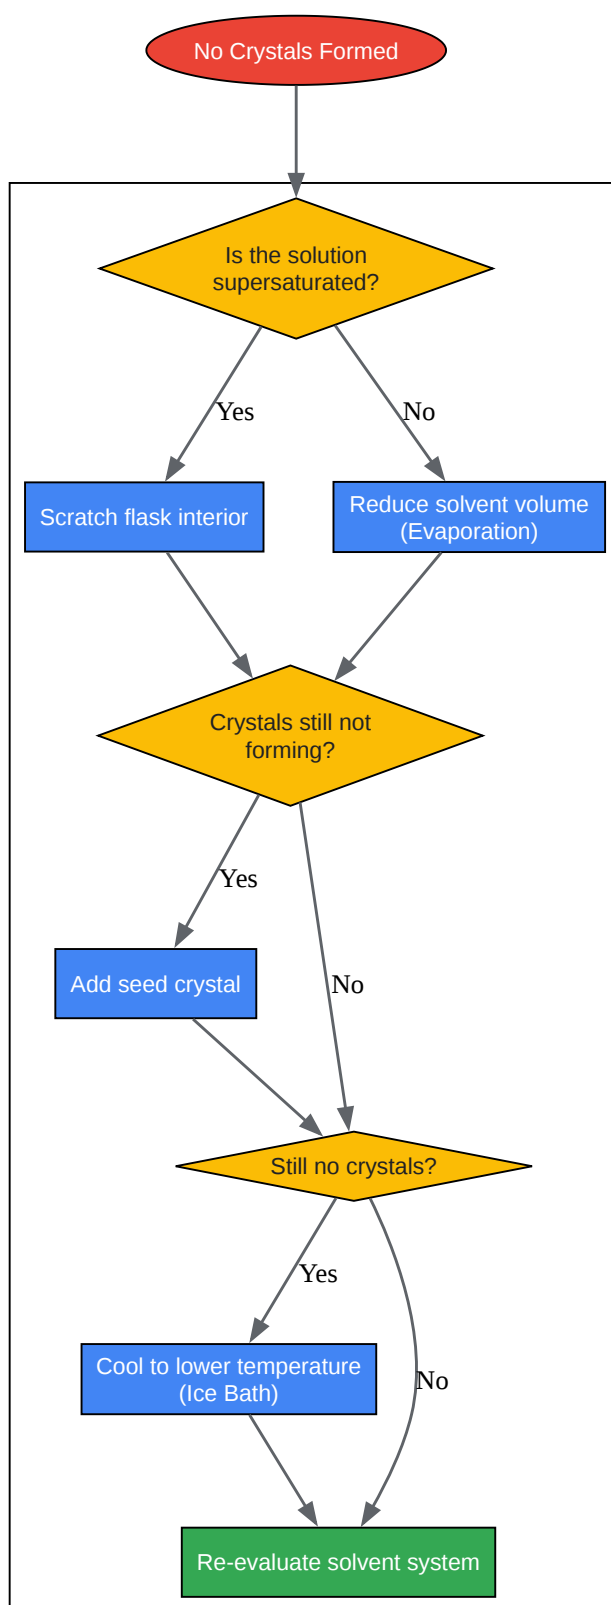 No Crystals Formed
Is the solution
supersaturated?
Yes
No
Scratch flask interior
Reduce solvent volume
(Evaporation)
Crystals still not
forming?
Yes
Add seed crystal
No
Still no crystals?
Yes
Cool to lower temperature
(Ice Bath)
No
Re-evaluate solvent system